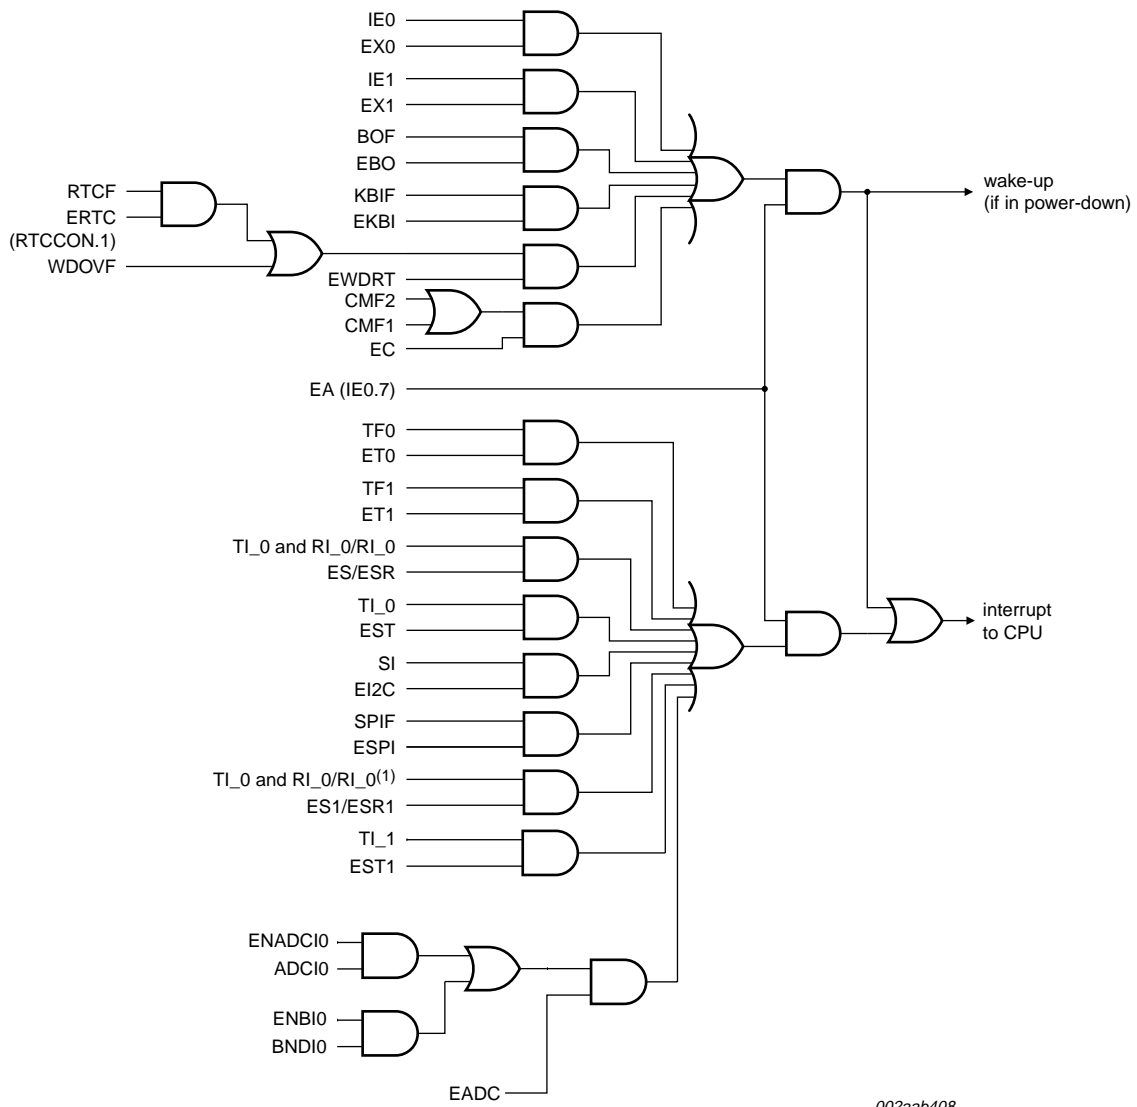 IE0
EX0
IE1
EX1
BOF
EBO
KBIF
EKBI
RTCF
ERTC
(RTCCON.1)
WDOVF
EWDRT
CMF2
CMF1
EC
wake-up
(if in power-down)
EA (IE0.7)
TF0
ET0
TF1
ET1
TI_0 and RI_0/RI_0
ES/ESR
TI_0
EST
SI
EI2C
SPIF
ESPI
TI_0 and RI_0/RI_0(1)
ES1/ESR1
TI_1
EST1
interrupt
to CPU
ENADCI0
ADCI0
ENBI0
BNDI0
EADC
002aab408